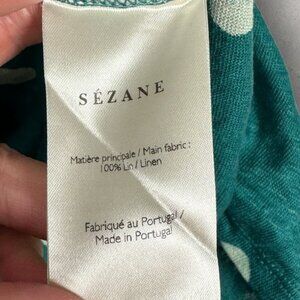 SÉZANE
Matière principale / Main fabric :
100% Lin / Linen
Fabriqué au Portugal /
Made in Portugal